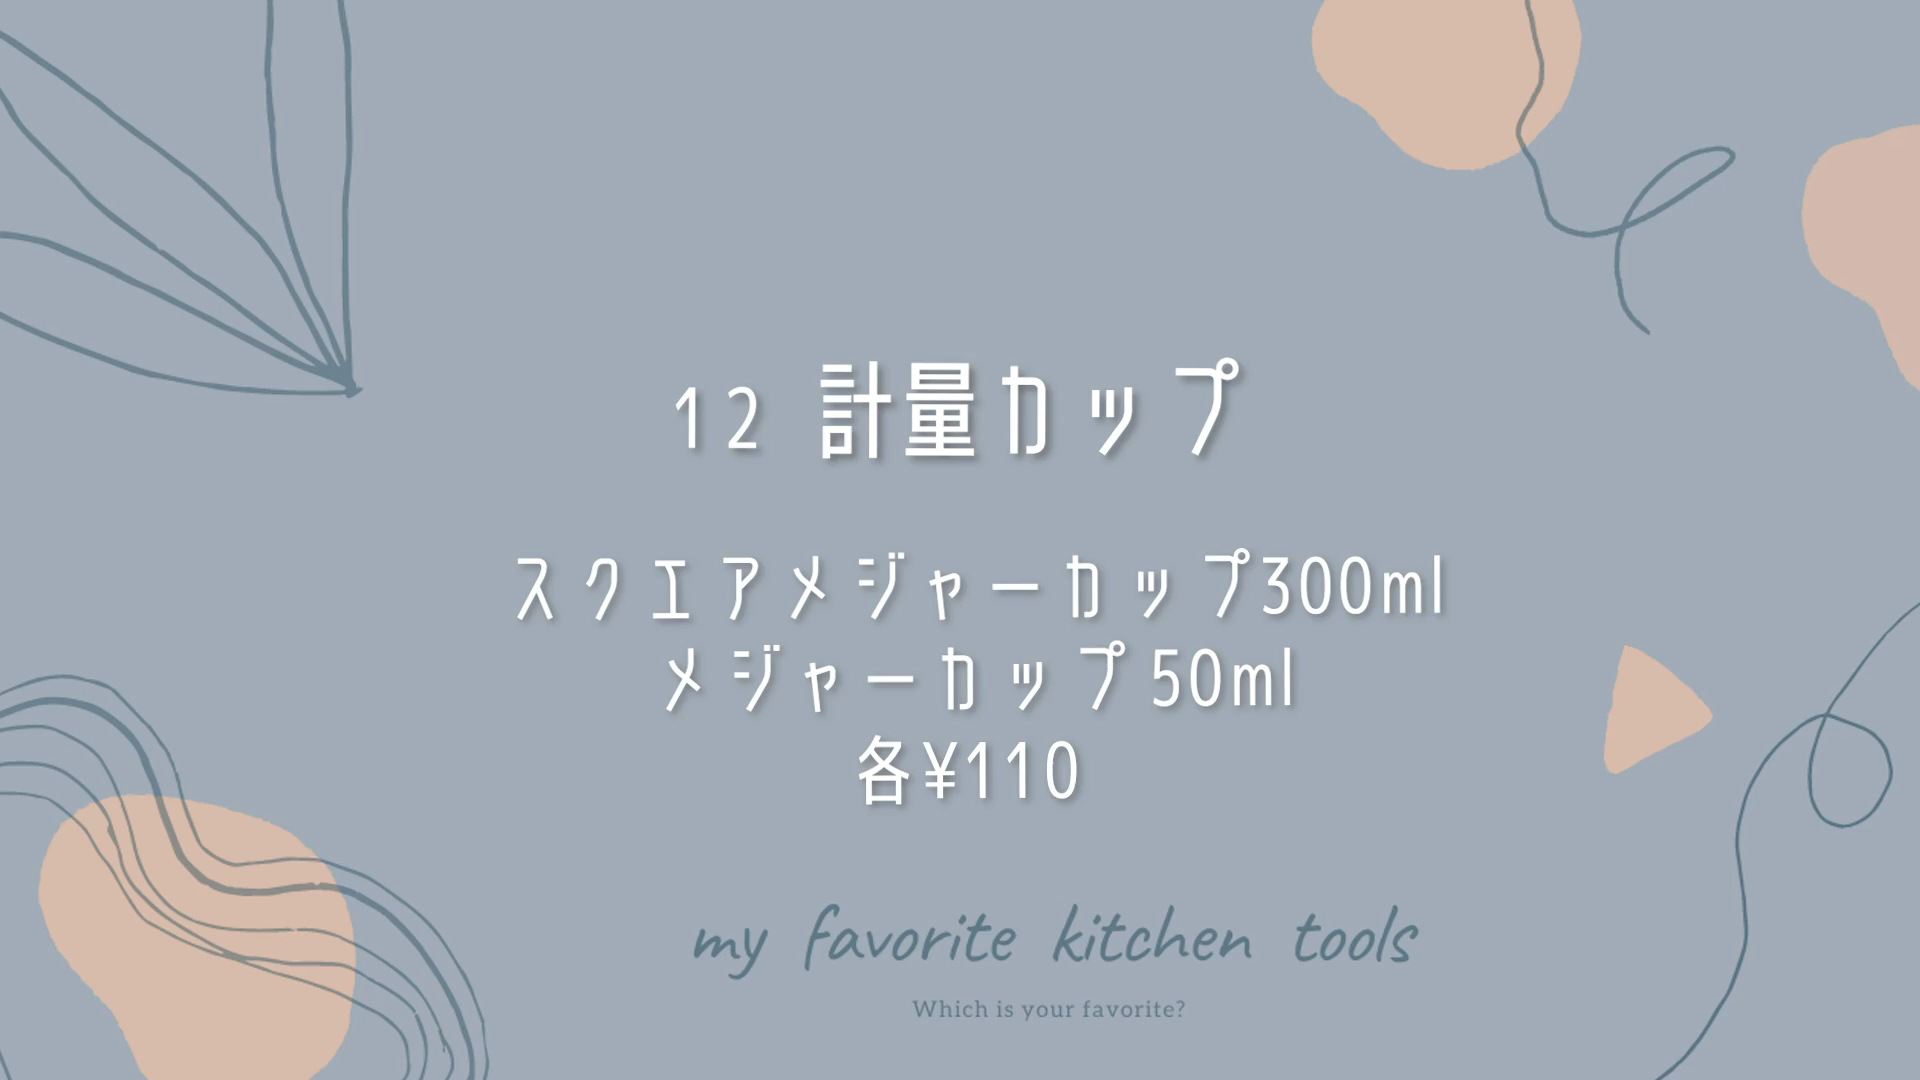 12 計量カップ
スクエアメジャーカップ300ml
メジャーカップ50ml
各¥110
my favorite kitchen tools
Which is your favorite?